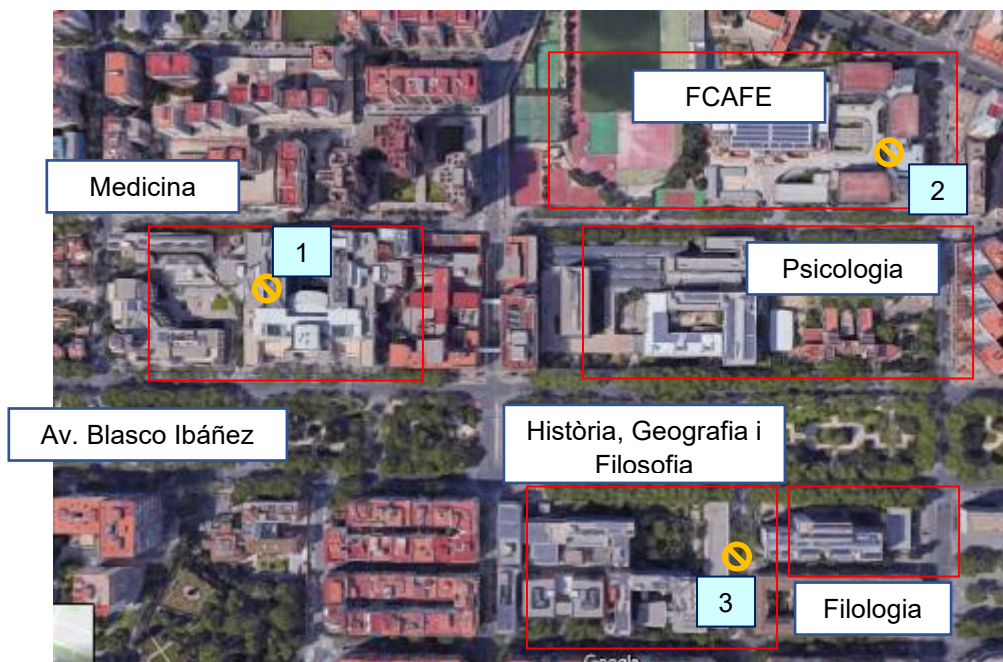 FCAFE
Medicina
2
1
Psicologia
Av. Blasco Ibáñez
Història, Geografia i
Filosofia
3
Filologia
Google